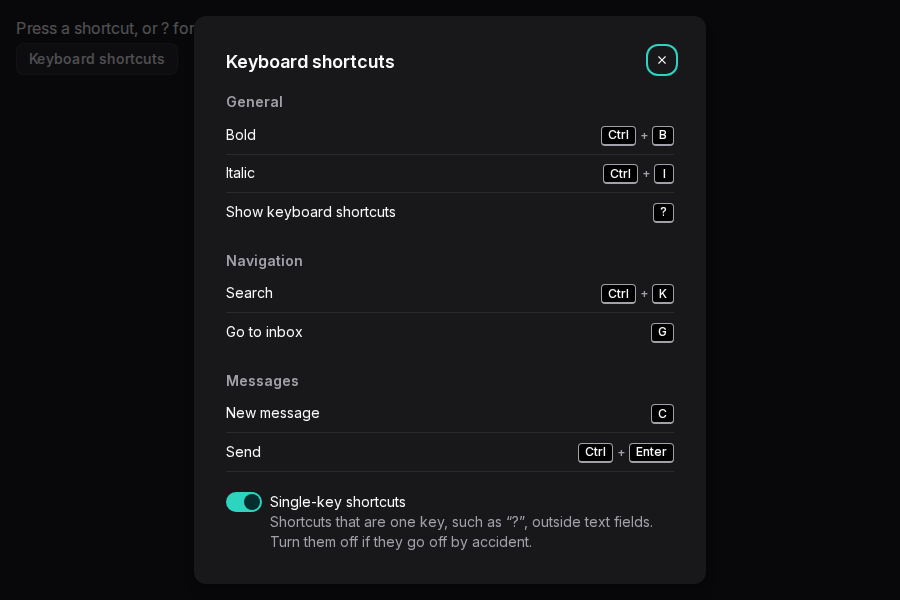 Press a shortcut, or ? for
Keyboard shortcuts
Keyboard shortcuts
General
Bold Ctrl + B
Italic Ctrl + I
Show keyboard shortcuts ?
Navigation
Search Ctrl + K
Go to inbox G
Messages
New message C
Send Ctrl + Enter
Single-key shortcuts
Shortcuts that are one key, such as “?”, outside text fields.
Turn them off if they go off by accident.